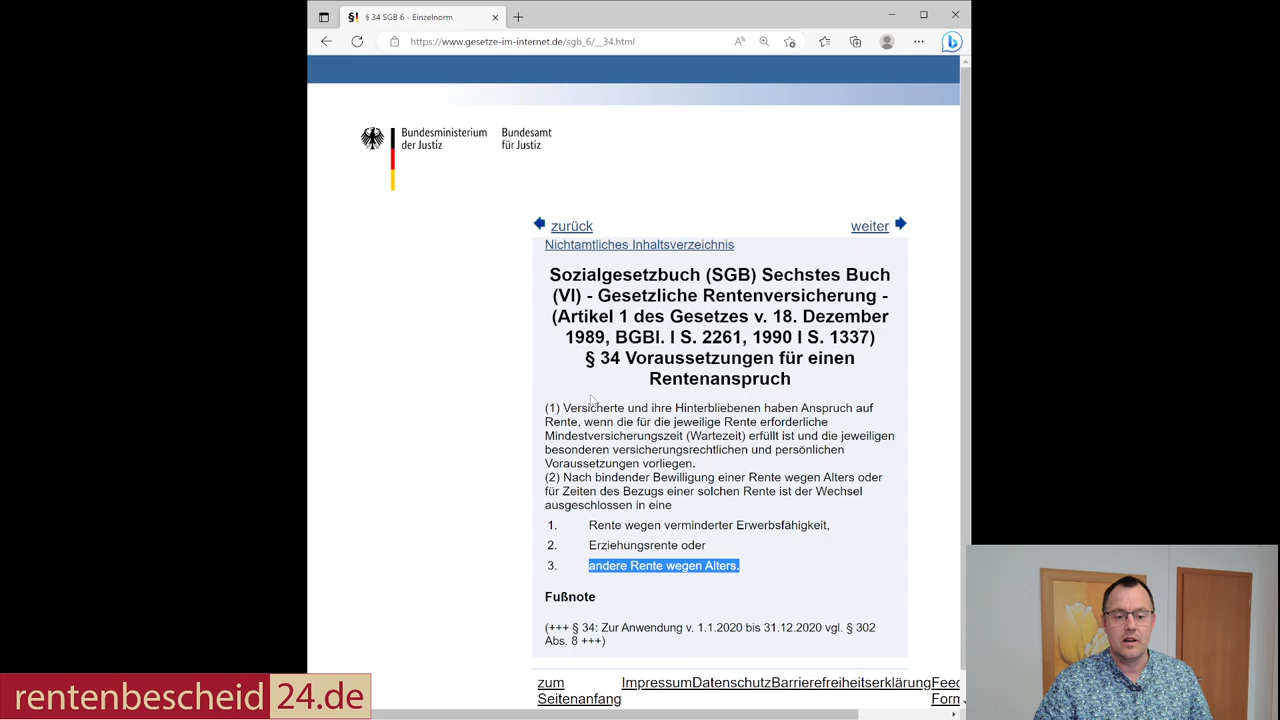 § 34 SGB 6 - Einzelnorm
https://www.gesetze-im-internet.de/sgb_6/__34.html
Bundesministerium
der Justiz
Bundesamt
für Justiz
zurück
weiter
Nichtamtliches Inhaltsverzeichnis
Sozialgesetzbuch (SGB) Sechstes Buch
(VI) - Gesetzliche Rentenversicherung -
(Artikel 1 des Gesetzes v. 18. Dezember
1989, BGBl. I S. 2261, 1990 I S. 1337)
§ 34 Voraussetzungen für einen
Rentenanspruch
(1) Versicherte und ihre Hinterbliebenen haben Anspruch auf
Rente, wenn die für die jeweilige Rente erforderliche
Mindestversicherungszeit (Wartezeit) erfüllt ist und die jeweiligen
besonderen versicherungsrechtlichen und persönlichen
Voraussetzungen vorliegen.
(2) Nach bindender Bewilligung einer Rente wegen Alters oder
für Zeiten des Bezugs einer solchen Rente ist der Wechsel
ausgeschlossen in eine
1. Rente wegen verminderter Erwerbsfähigkeit,
2. Erziehungsrente oder
3. andere Rente wegen Alters.
Fußnote
(+++ § 34: Zur Anwendung v. 1.1.2020 bis 31.12.2020 vgl. § 302
Abs. 8 +++)
zum
Seitenanfang
Impressum
Datenschutz
Barrierefreiheitserklärung
Feed
Form
rentenbescheid 24.de